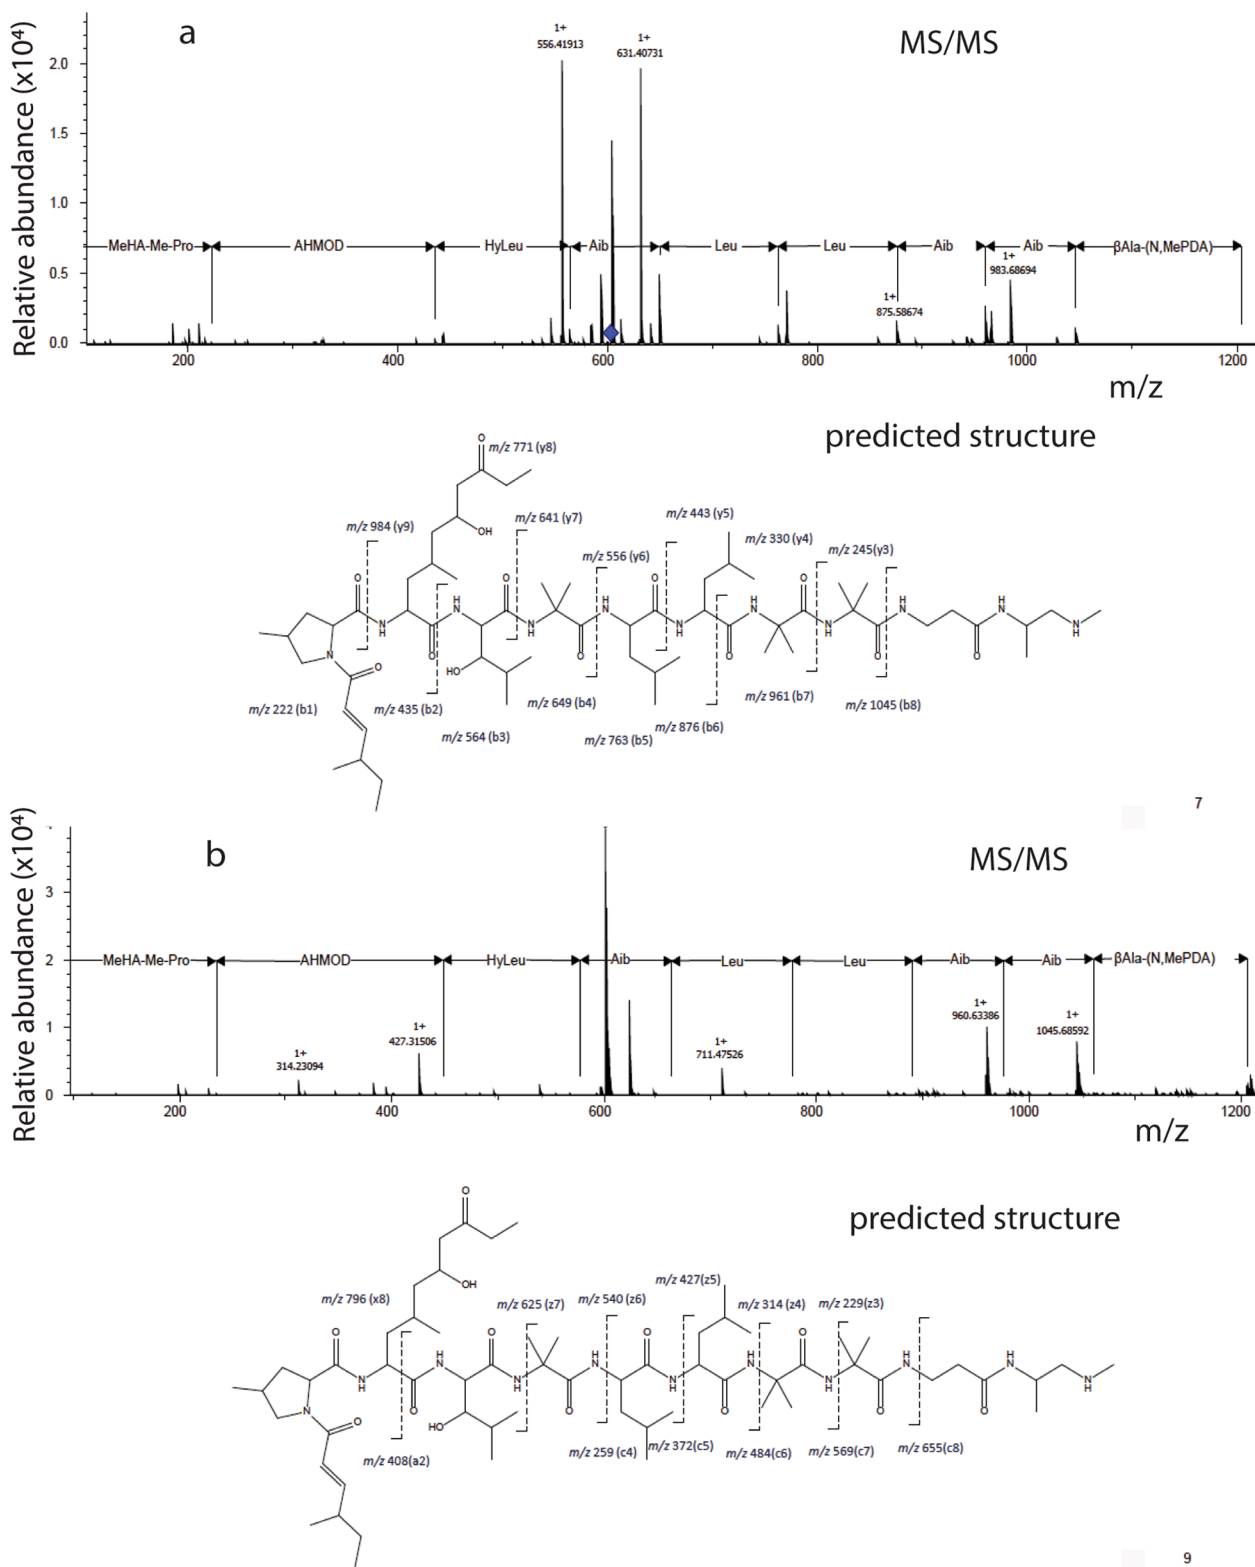 a
MS/MS
Relative abundance (x10⁴)
2.0
1.5
1.0
0.5
0.0
1+
556.41913
1+
631.40731
MeHA-Me-Pro
AHMOD
HyLeu
Aib
Leu
Leu
Aib
Aib
βAla-(N,MePDA)
1+
875.58674
1+
983.68694
200
400
600
800
1000
1200
m/z
predicted structure
O
m/z 771 (y8)
OH
m/z 984 (y9)
m/z 641 (y7)
m/z 556 (y6)
m/z 443 (y5)
m/z 330 (y4)
m/z 245(y3)
O
N
H
O
H
N
O
N
H
O
H
N
O
N
H
O
H
N
O
N
H
O
H
N
O
H
N
N
H
N
O
HO
m/z 222 (b1)
m/z 435 (b2)
m/z 564 (b3)
m/z 649 (b4)
m/z 763 (b5)
m/z 876 (b6)
m/z 961 (b7)
m/z 1045 (b8)
7
b
MS/MS
Relative abundance (x10⁴)
3
2
1
0
MeHA-Me-Pro
AHMOD
HyLeu
Aib
Leu
Leu
Aib
Aib
βAla-(N,MePDA)
1+
314.23094
1+
427.31506
1+
711.47526
1+
960.63386
1+
1045.68592
200
400
600
800
1000
1200
m/z
predicted structure
O
OH
m/z 796 (x8)
m/z 625 (z7)
m/z 540 (z6)
m/z 427(z5)
m/z 314 (z4)
m/z 229(z3)
O
N
H
O
H
N
O
N
H
O
H
N
O
N
H
O
H
N
O
N
H
O
H
N
O
H
N
N
H
N
O
HO
m/z 408(a2)
m/z 259 (c4)
m/z 372(c5)
m/z 484(c6)
m/z 569(c7)
m/z 655(c8)
9